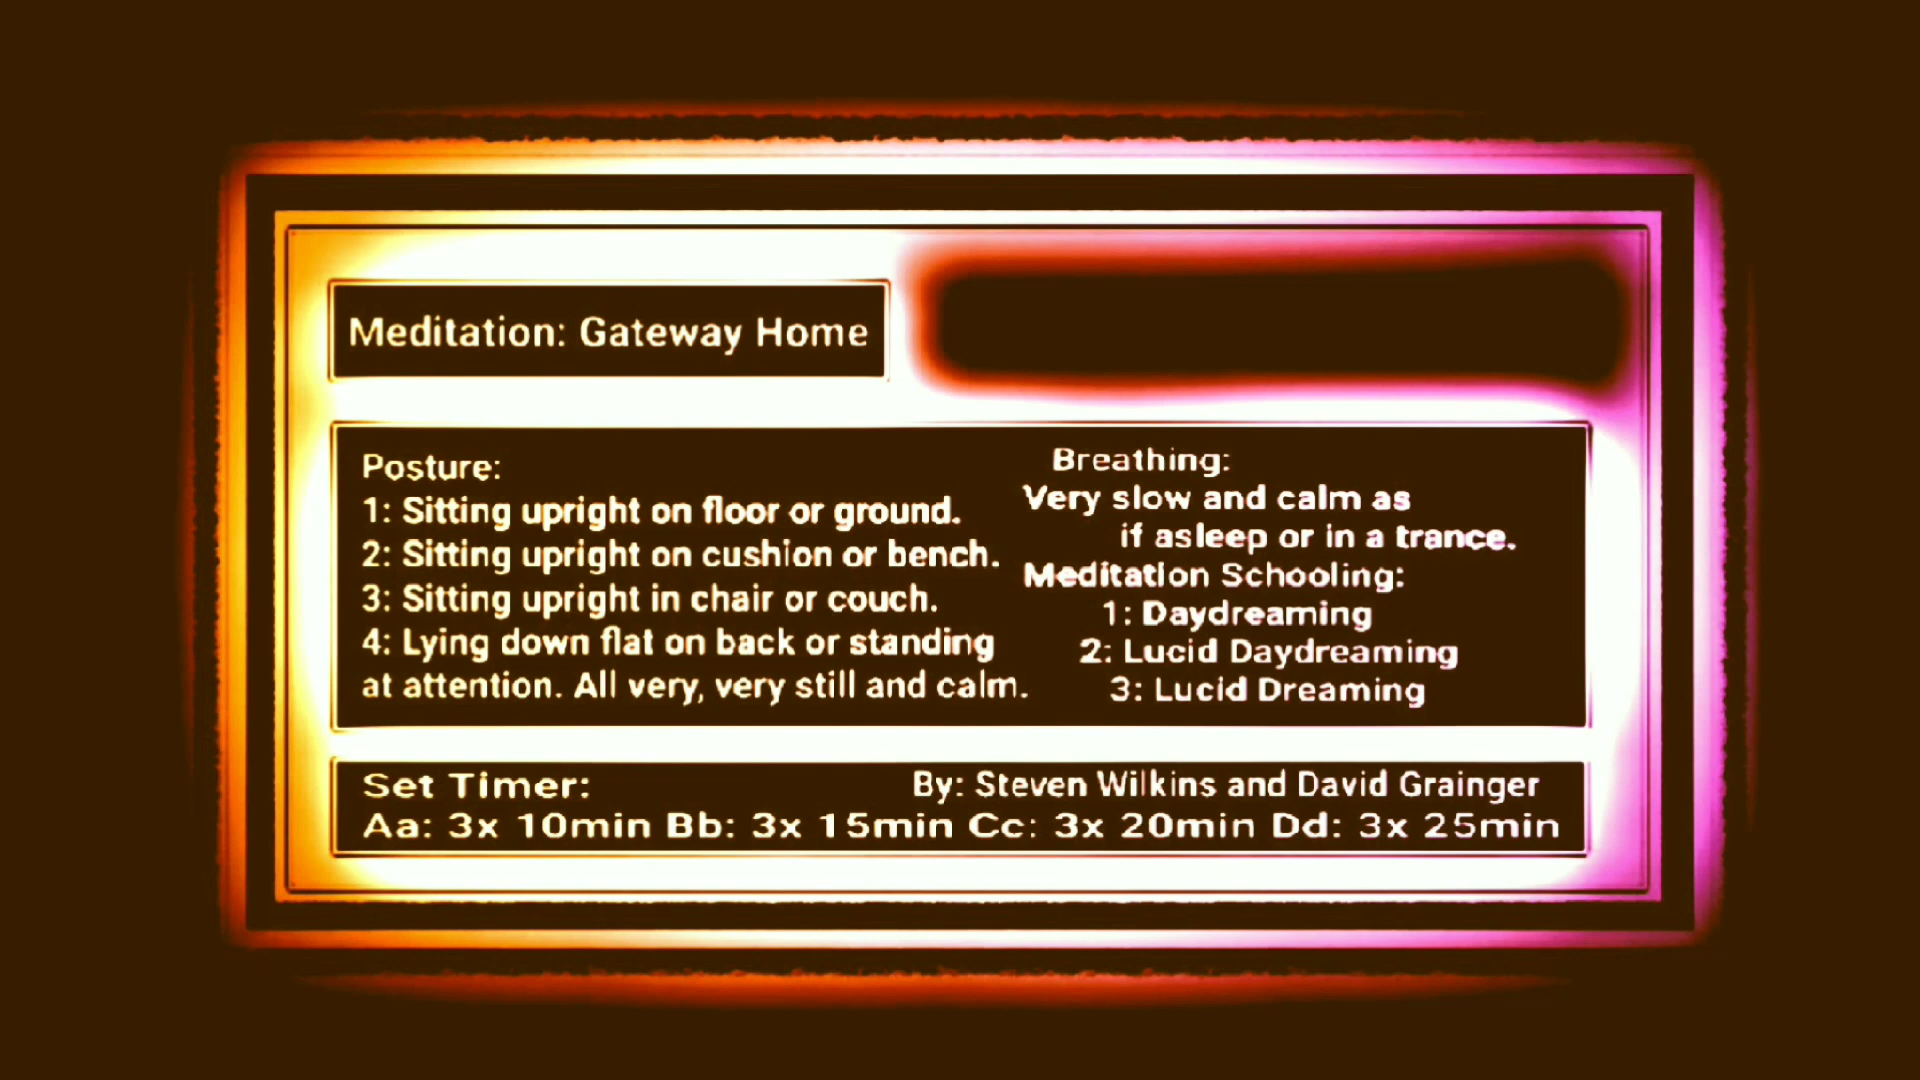 Meditation: Gateway Home
Posture:
1: Sitting upright on floor or ground.
2: Sitting upright on cushion or bench.
3: Sitting upright in chair or couch.
4: Lying down flat on back or standing
at attention. All very, very still and calm.
Breathing:
Very slow and calm as
if asleep or in a trance.
Meditation Schooling:
1: Daydreaming
2: Lucid Daydreaming
3: Lucid Dreaming
Set Timer:
By: Steven Wilkins and David Grainger
Aa: 3x 10min Bb: 3x 15min Cc: 3x 20min Dd: 3x 25min